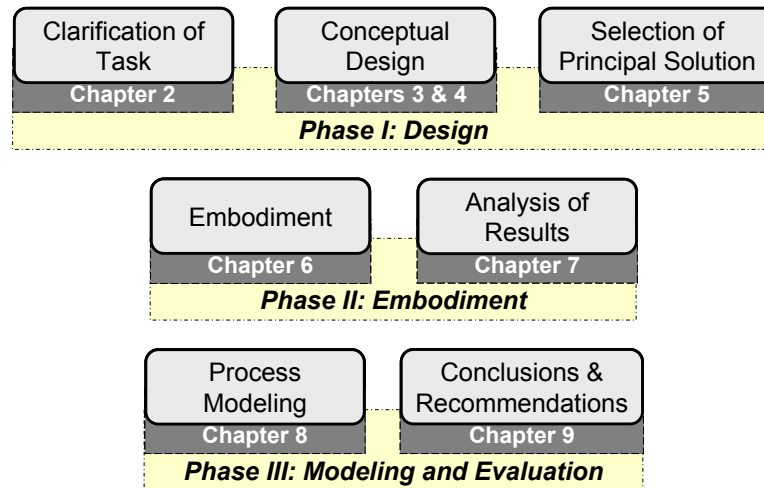 Clarification of
Task
Chapter 2
Conceptual
Design
Chapters 3 & 4
Selection of
Principal Solution
Chapter 5
Phase I: Design
Embodiment
Chapter 6
Analysis of
Results
Chapter 7
Phase II: Embodiment
Process
Modeling
Chapter 8
Conclusions &
Recommendations
Chapter 9
Phase III: Modeling and Evaluation